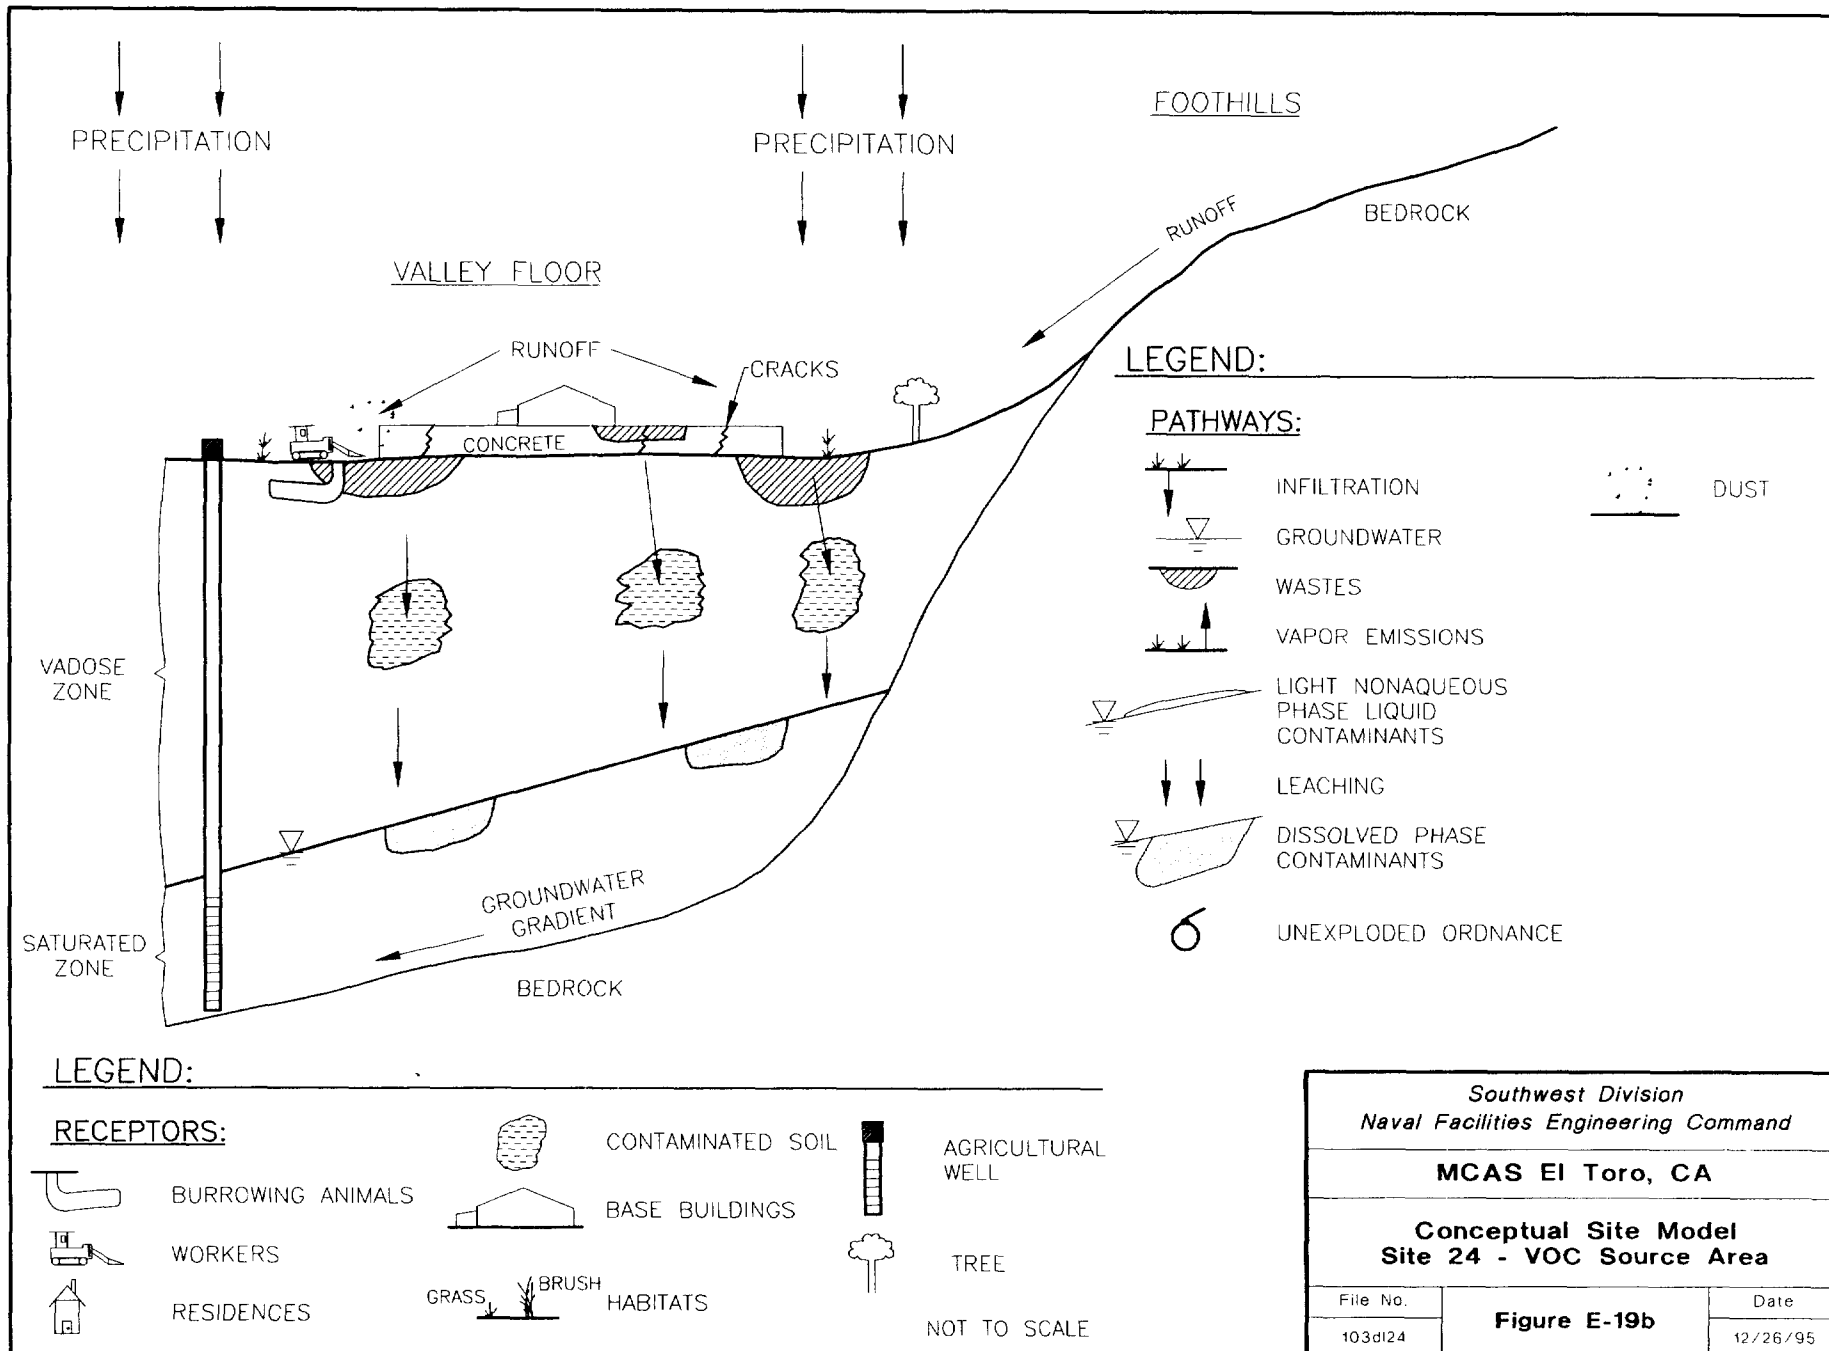 PRECIPITATION
PRECIPITATION
FOOTHILLS
RUNOFF
BEDROCK
VALLEY FLOOR
RUNOFF
CRACKS
CONCRETE
VADOSE
ZONE
SATURATED
ZONE
GROUNDWATER
GRADIENT
BEDROCK
LEGEND:
PATHWAYS:
INFILTRATION
DUST
GROUNDWATER
WASTES
VAPOR EMISSIONS
LIGHT NONAQUEOUS
PHASE LIQUID
CONTAMINANTS
LEACHING
DISSOLVED PHASE
CONTAMINANTS
UNEXPLODED ORDNANCE
LEGEND:
RECEPTORS:
BURROWING ANIMALS
WORKERS
RESIDENCES
CONTAMINATED SOIL
BASE BUILDINGS
GRASS
BRUSH
HABITATS
AGRICULTURAL
WELL
TREE
NOT TO SCALE
Southwest Division
Naval Facilities Engineering Command
MCAS El Toro, CA
Conceptual Site Model
Site 24 - VOC Source Area
File No.
103dl24
Figure E-19b
Date
12/26/95